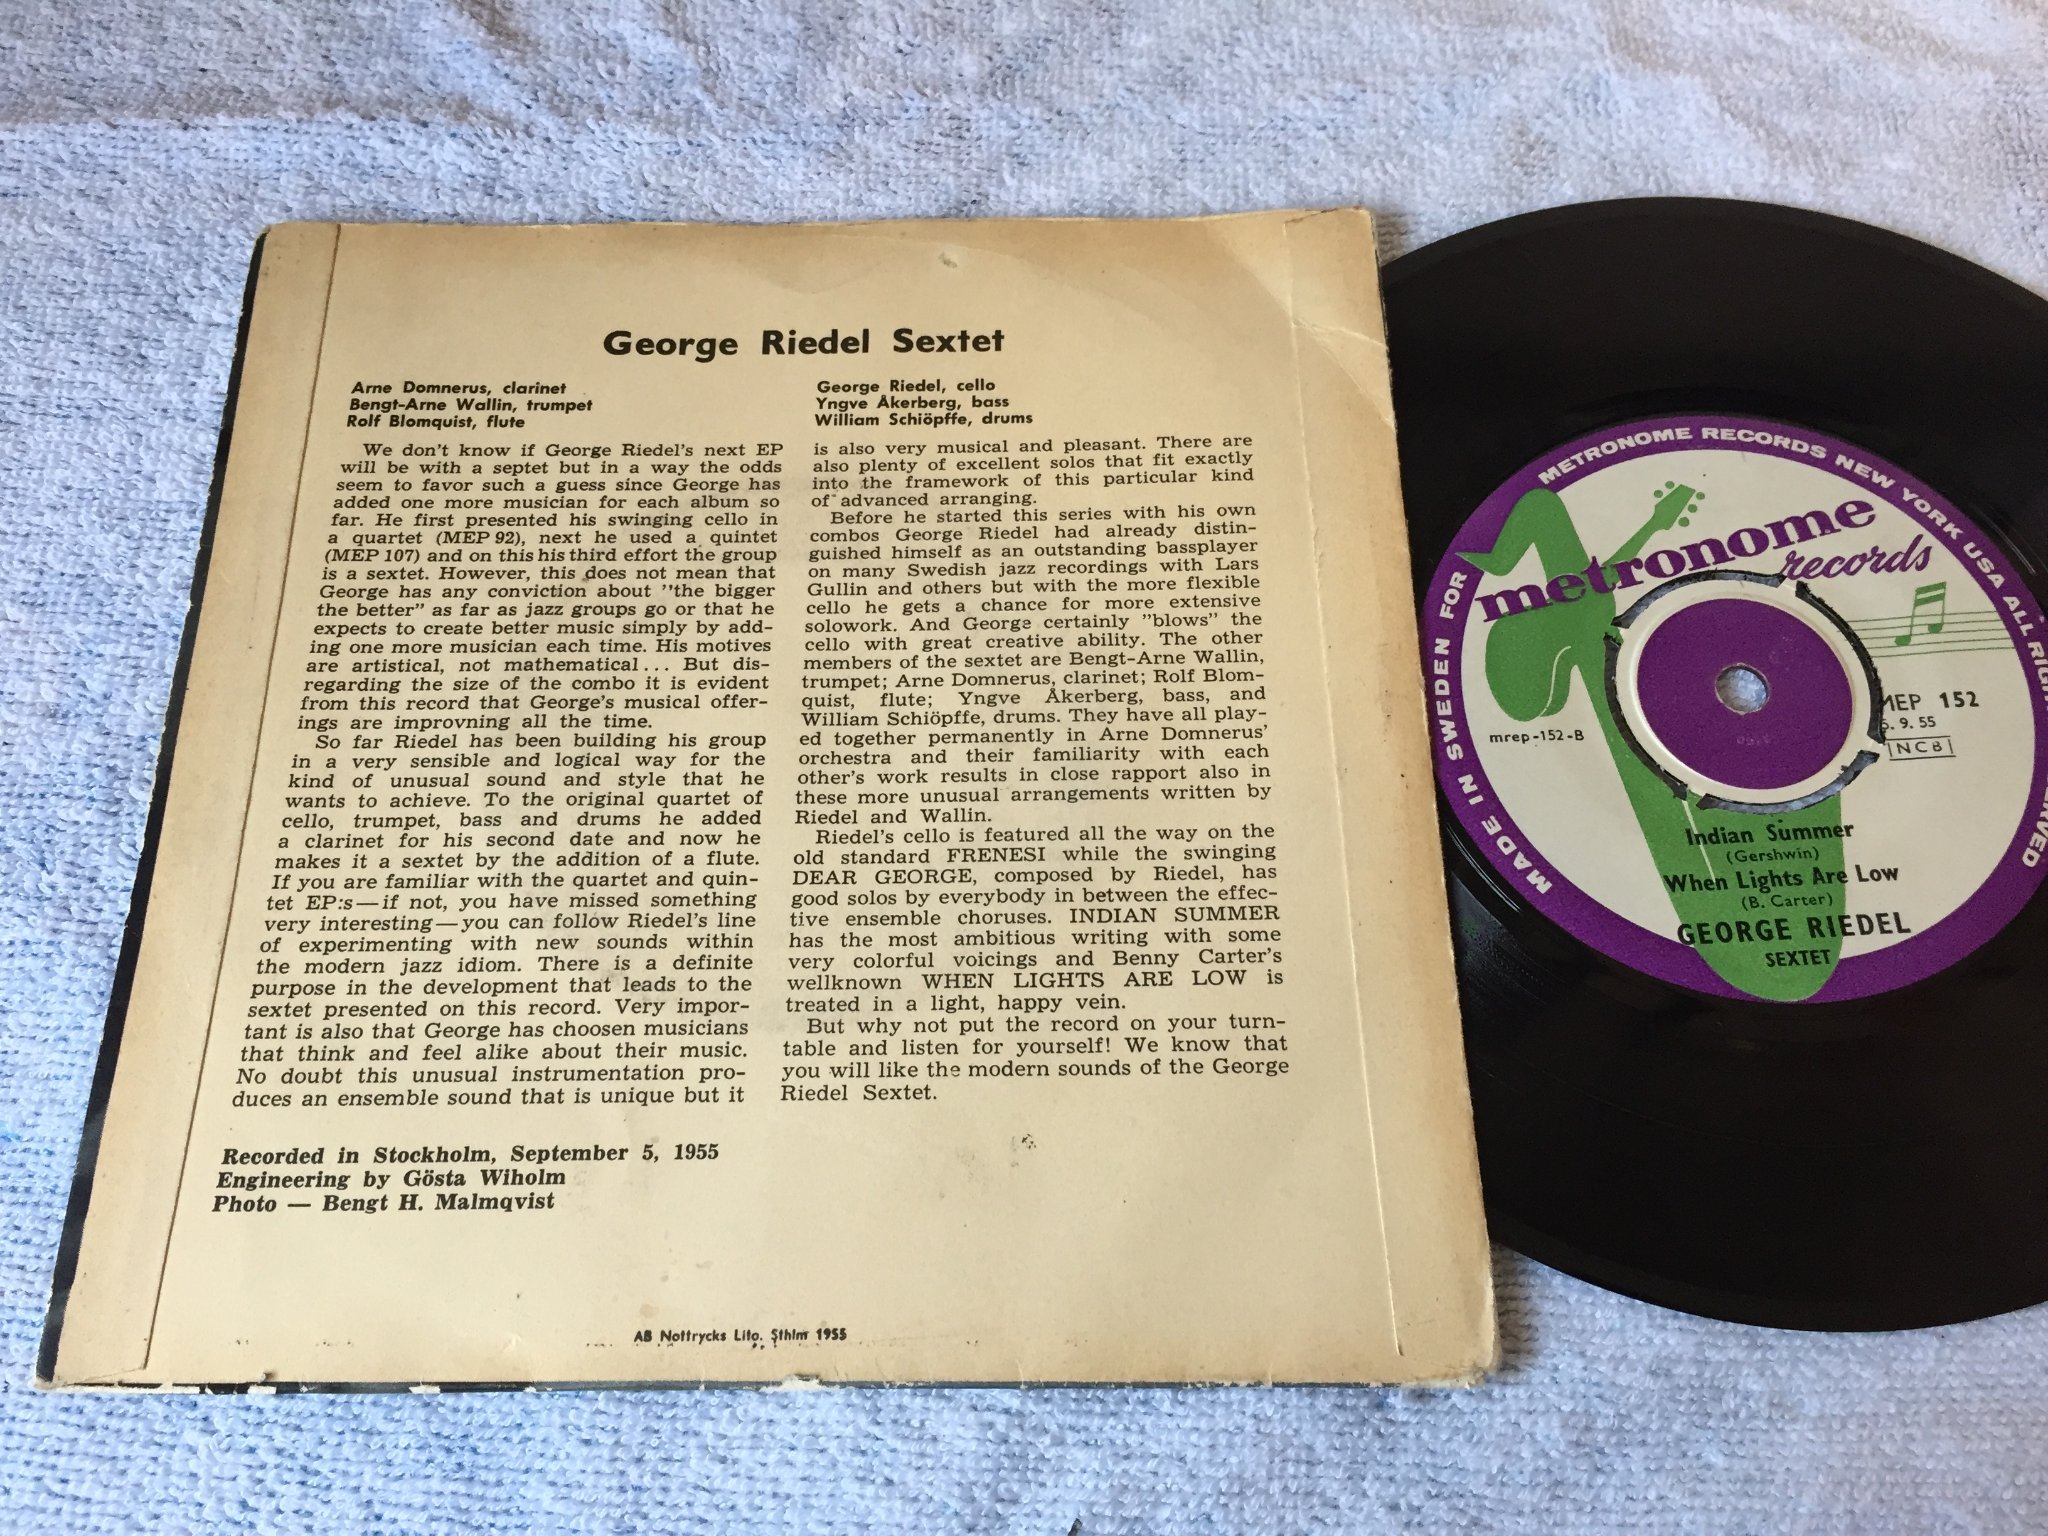 George Riedel Sextet
Arne Domnerus, clarinet
Bengt-Arne Wallin, trumpet
Rolf Blomquist, flute
George Riedel, cello
Yngve Åkerberg, bass
William Schiöpffe, drums
We don't know if George Riedel's next EP
will be with a septet but in a way the odds
seem to favor such a guess since George has
added one more musician for each album so
far. He first presented his swinging cello in
a quartet (MEP 92), next he used a quintet
(MEP 107) and on this his third effort the group
is a sextet. However, this does not mean that
George has any conviction about "the bigger
the better" as far as jazz groups go or that he
expects to create better music simply by add-
ing one more musician each time. His motives
are artistical, not mathematical... But dis-
regarding the size of the combo it is evident
from this record that George's musical offer-
ings are improvning all the time.
So far Riedel has been building his group
in a very sensible and logical way for the
kind of unusual sound and style that he
wants to achieve. To the original quartet of
cello, trumpet, bass and drums he added
a clarinet for his second date and now he
makes it a sextet by the addition of a flute.
If you are familiar with the quartet and quin-
tet EP:s—if not, you have missed something
very interesting—you can follow Riedel's line
of experimenting with new sounds within
the modern jazz idiom. There is a definite
purpose in the development that leads to the
sextet presented on this record. Very impor-
tant is also that George has choosen musicians
that think and feel alike about their music.
No doubt this unusual instrumentation pro-
duces an ensemble sound that is unique but it
is also very musical and pleasant. There are
also plenty of excellent solos that fit exactly
into the framework of this particular kind
of advanced arranging.
Before he started this series with his own
combos George Riedel had already distin-
guished himself as an outstanding bassplayer
on many Swedish jazz recordings with Lars
Gullin and others but with the more flexible
cello he gets a chance for more extensive
solowork. And George certainly "blows" the
cello with great creative ability. The other
members of the sextet are Bengt-Arne Wallin,
trumpet; Arne Domnerus, clarinet; Rolf Blom-
quist, flute; Yngve Åkerberg, bass, and
William Schiöpffe, drums. They have all play-
ed together permanently in Arne Domnerus'
orchestra and their familiarity with each
other's work results in close rapport also in
these more unusual arrangements written by
Riedel and Wallin.
Riedel's cello is featured all the way on the
old standard FRENESI while the swinging
DEAR GEORGE, composed by Riedel, has
good solos by everybody in between the effec-
tive ensemble choruses. INDIAN SUMMER
has the most ambitious writing with some
very colorful voicings and Benny Carter's
wellknown WHEN LIGHTS ARE LOW is
treated in a light, happy vein.
But why not put the record on your turn-
table and listen for yourself! We know that
you will like the modern sounds of the George
Riedel Sextet.
Recorded in Stockholm, September 5, 1955
Engineering by Gösta Wiholm
Photo — Bengt H. Malmqvist
AB Nottrycks Lito. Sthlm 1955
MADE IN SWEDEN FOR METRONOME RECORDS NEW YORK USA ALL
metronome
records
mrep-152-B
MEP 152
9. 55
NCB
Indian Summer
(Gershwin)
When Lights Are Low
(B. Carter)
GEORGE RIEDEL
SEXTET